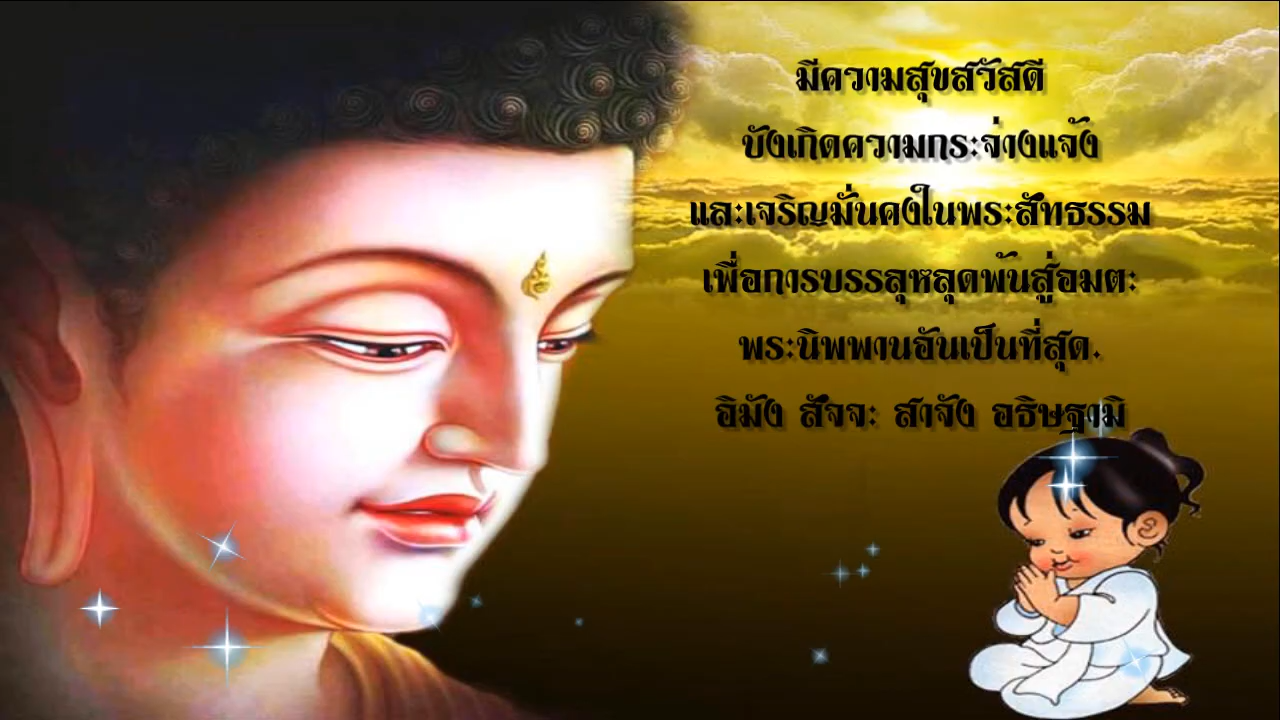 มีความสุขสวัสดี
บังเกิดความกระจ่างแจ้ง
และเจริญมั่นคงในพระสัทธรรม
เพื่อการบรรลุหลุดพ้นสู่อมตะ
พระนิพพานอันเป็นที่สุด.
อิมัง สัจจะ สาจัง อธิษฐามิ